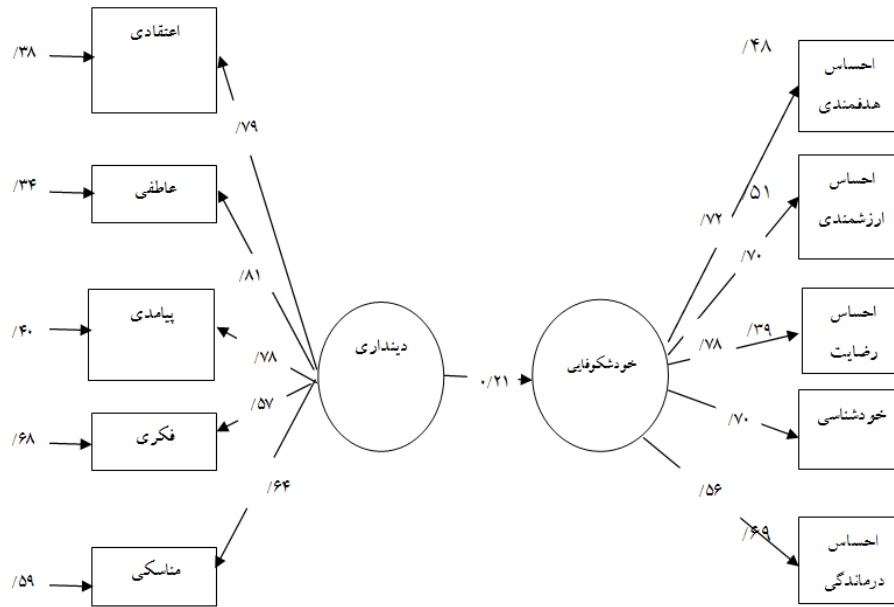 اعتقادی
/۳۸
/۷۹
عاطفی
/۳۴
/۸۱
پیامدی
/۴۰
/۷۸
فکری
/۶۸
/۵۷
مناسکی
/۵۹
/۶۴
دینداری
۰/۲۱
خودشکوفایی
/۴۸
احساس
هدفمندی
/۷۲
/۵۱
احساس
ارزشمندی
/۷۰
/۳۹
احساس
رضایت
/۷۸
خودشناسی
/۷۰
/۶۹
احساس
درماندگی
/۵۶